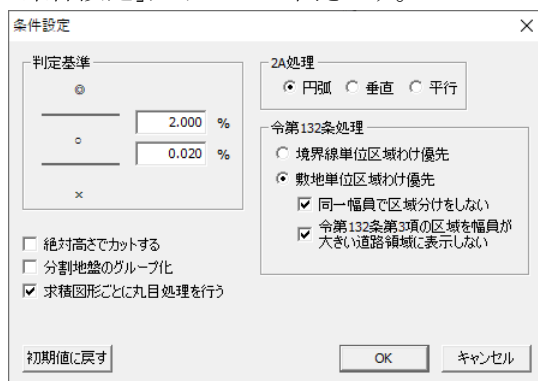 条件設定
判定基準
◎
2.000 %
○
0.020 %
×
絶対高さでカットする
分割地盤のグループ化
求積図形ごとに丸目処理を行う
2A処理
円弧 垂直 平行
令第132条処理
境界線単位区域わけ優先
敷地単位区域わけ優先
同一幅員で区域分けをしない
令第132条第3項の区域を幅員が
大きい道路領域に表示しない
初期値に戻す
OK
キャンセル